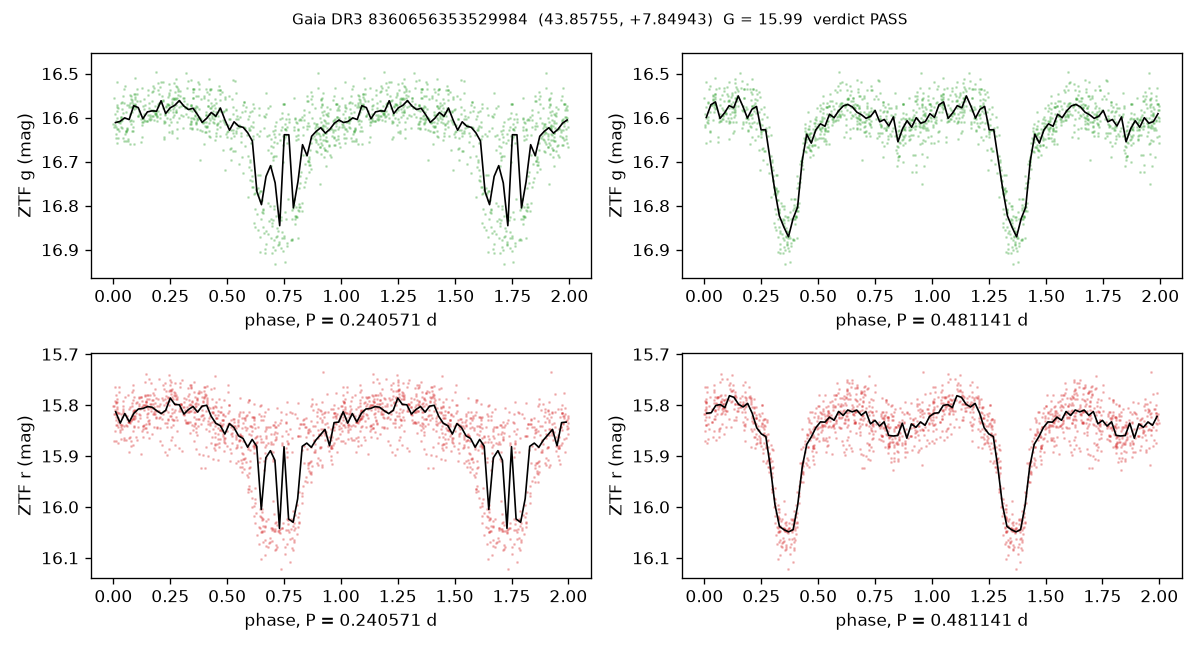 Gaia DR3 8360656353529984 (43.85755, +7.84943) G = 15.99 verdict PASS
ZTF g (mag)
16.5
16.6
16.7
16.8
16.9
0.00 0.25 0.50 0.75 1.00 1.25 1.50 1.75 2.00
phase, P = 0.240571 d
ZTF g (mag)
16.5
16.6
16.7
16.8
16.9
0.00 0.25 0.50 0.75 1.00 1.25 1.50 1.75 2.00
phase, P = 0.481141 d
ZTF r (mag)
15.7
15.8
15.9
16.0
16.1
0.00 0.25 0.50 0.75 1.00 1.25 1.50 1.75 2.00
phase, P = 0.240571 d
ZTF r (mag)
15.7
15.8
15.9
16.0
16.1
0.00 0.25 0.50 0.75 1.00 1.25 1.50 1.75 2.00
phase, P = 0.481141 d